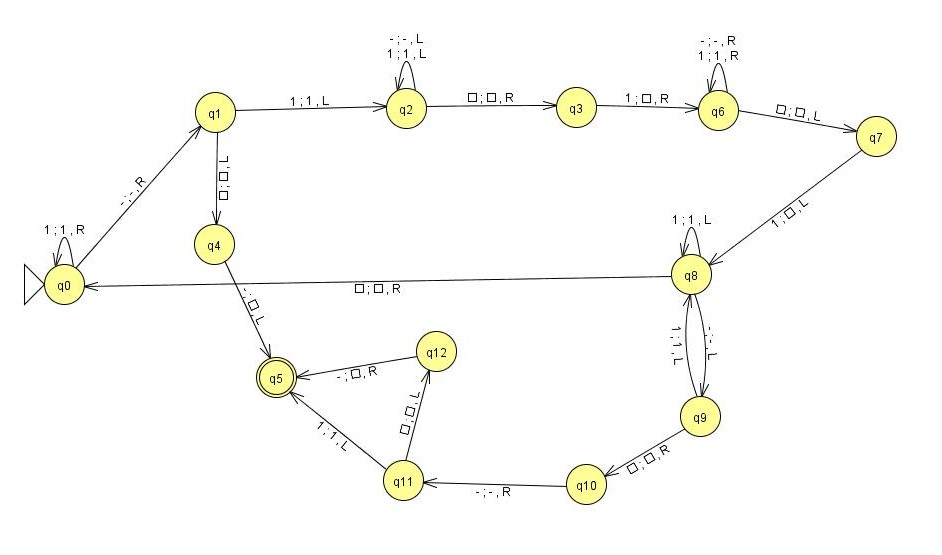 - ; - , L
1 ; 1 , L
- ; - , R
1 ; 1 , R
q1
1 ; 1 , L
q2
□ ; □ , R
q3
1 ; □ , R
q6
□ ; □ , L
q7
- ; - , R
□ ; □ , L
1 ; □ , L
1 ; 1 , R
q4
1 ; 1 , L
q0
□ ; □ , R
q8
- ; □ , L
1 ; 1 , L
- ; - , L
q12
q5
- ; □ , R
□ ; □ , L
q9
1 ; 1 , L
□ ; □ , R
q11
- ; - , R
q10